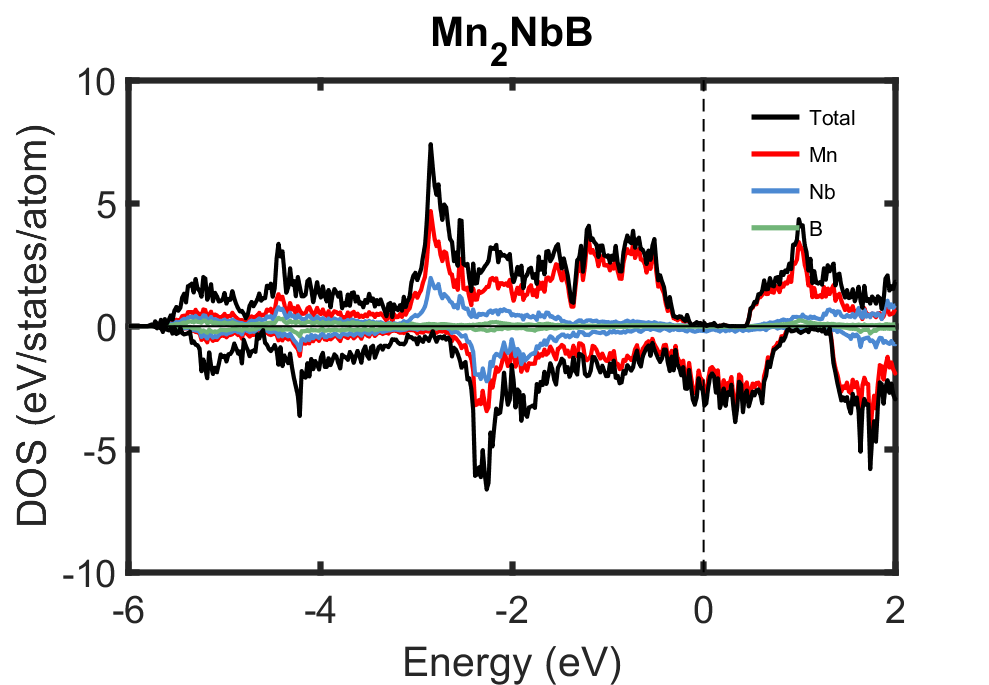 Mn₂NbB
DOS (eV/states/atom)
10
5
0
-5
-10
Total
Mn
Nb
B
-6 -4 -2 0 2
Energy (eV)